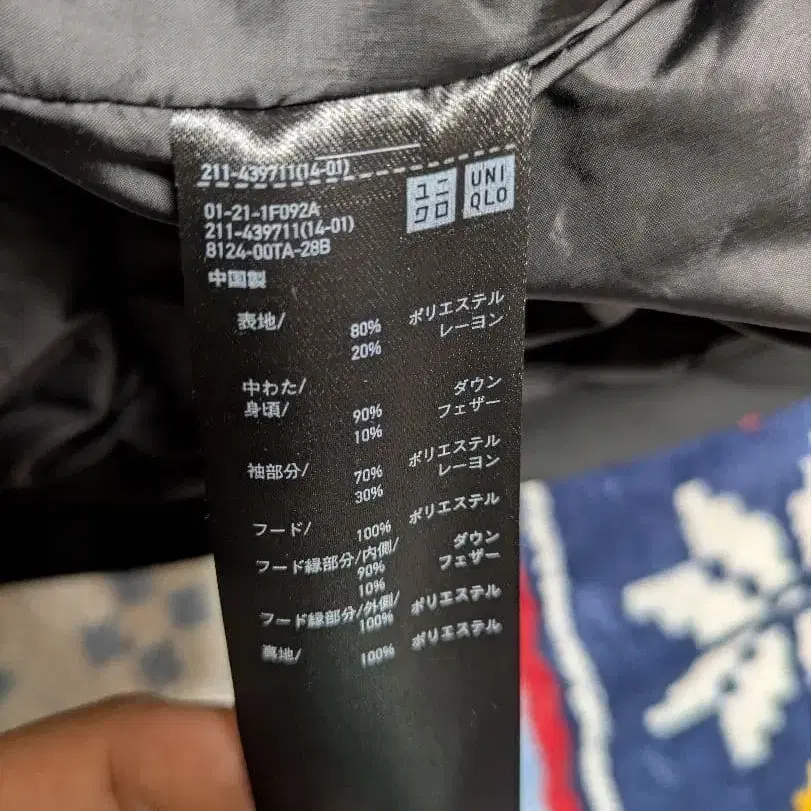 211-439711(14-01)
ユニクロ
UNIQLO
01-21-1F092A
211-439711(14-01)
8124-00TA-28B
中国製
表地/ 80% ポリエステル
20% レーヨン
中わた/
身頃/ 90% ダウン
10% フェザー
袖部分/ 70% ポリエステル
30% レーヨン
フード/ 100% ポリエステル
フード縁部分/内側/
90% ダウン
10% フェザー
フード縁部分/外側/
100% ポリエステル
裏地/ 100% ポリエステル